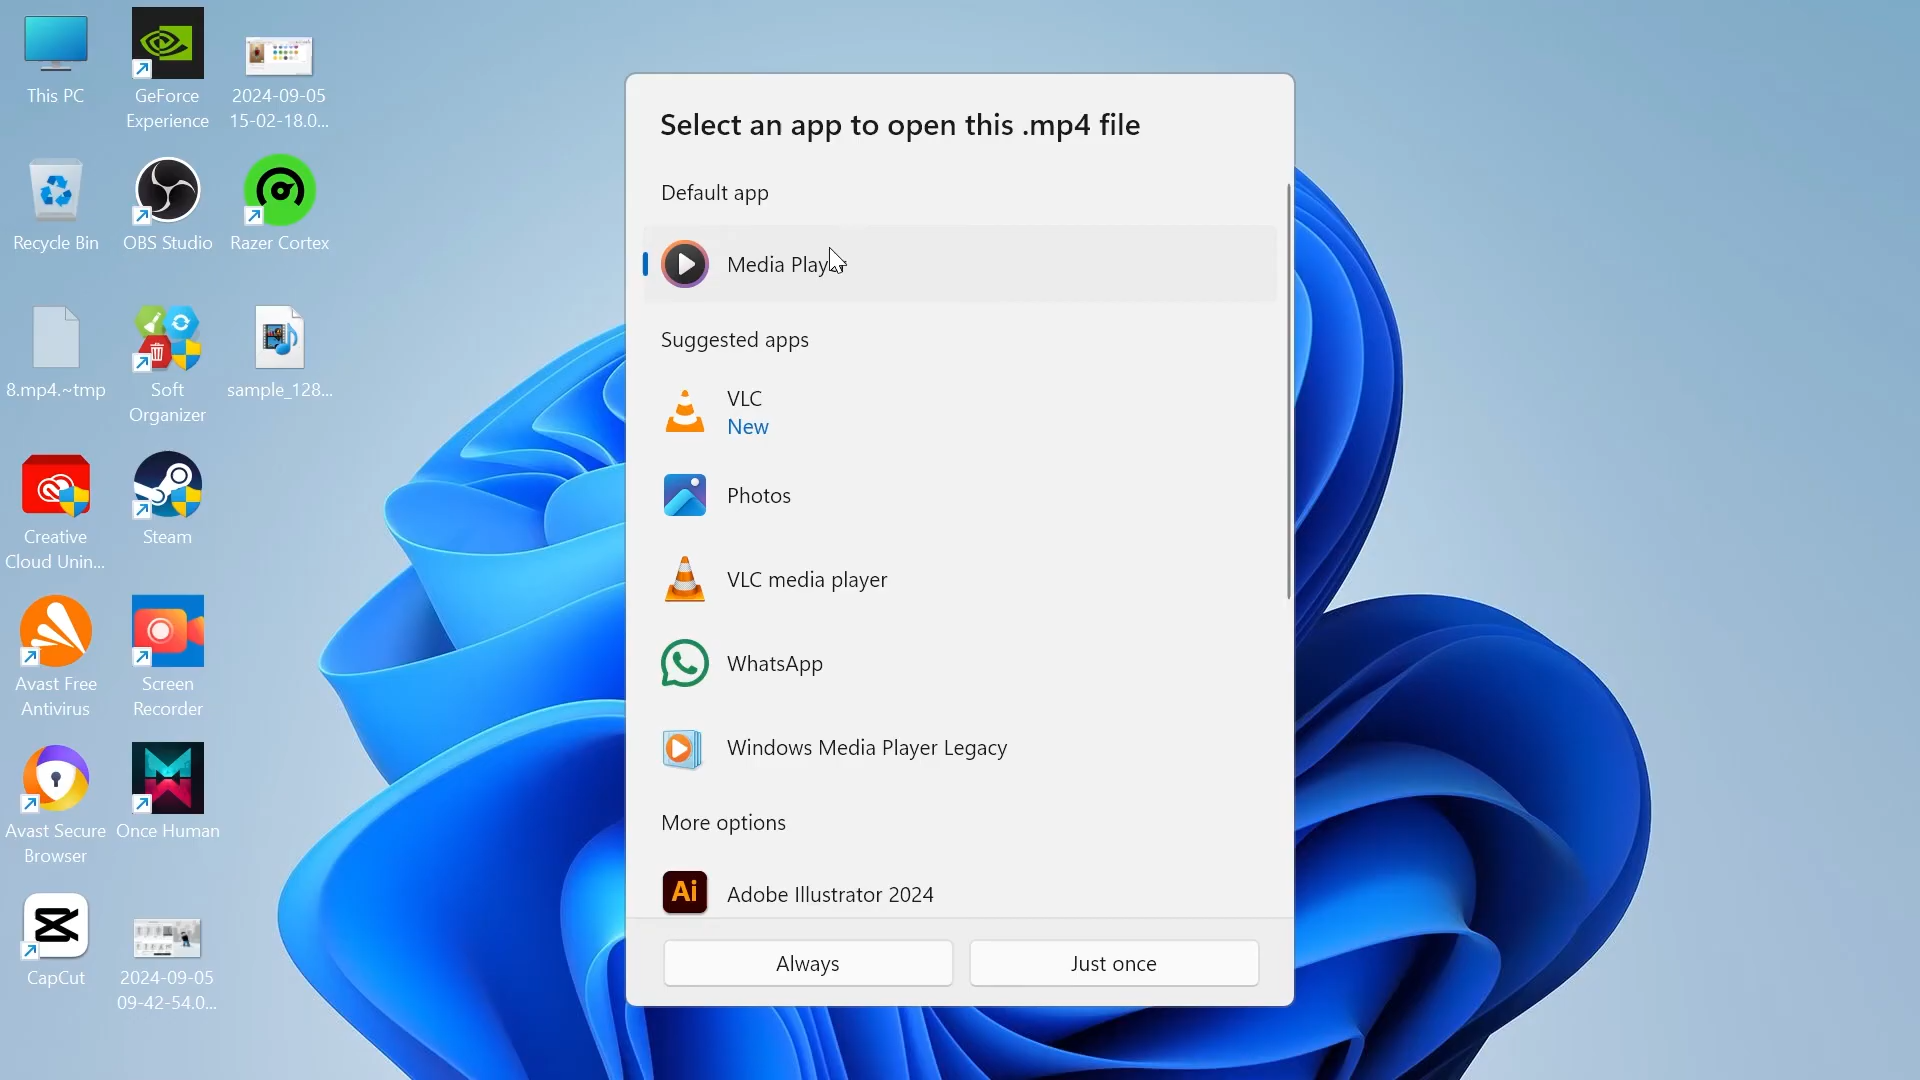 This PC
GeForce
Experience
2024-09-05
15-02-18.0...
Recycle Bin
OBS Studio
Razer Cortex
8.mp4.~tmp
Soft
Organizer
sample_128...
Creative
Cloud Unin...
Steam
Avast Free
Antivirus
Screen
Recorder
Avast Secure
Browser
Once Human
CapCut
2024-09-05
09-42-54.0...
Select an app to open this .mp4 file
Default app
Media Player
Suggested apps
VLC
New
Photos
VLC media player
WhatsApp
Windows Media Player Legacy
More options
Ai
Adobe Illustrator 2024
Always
Just once